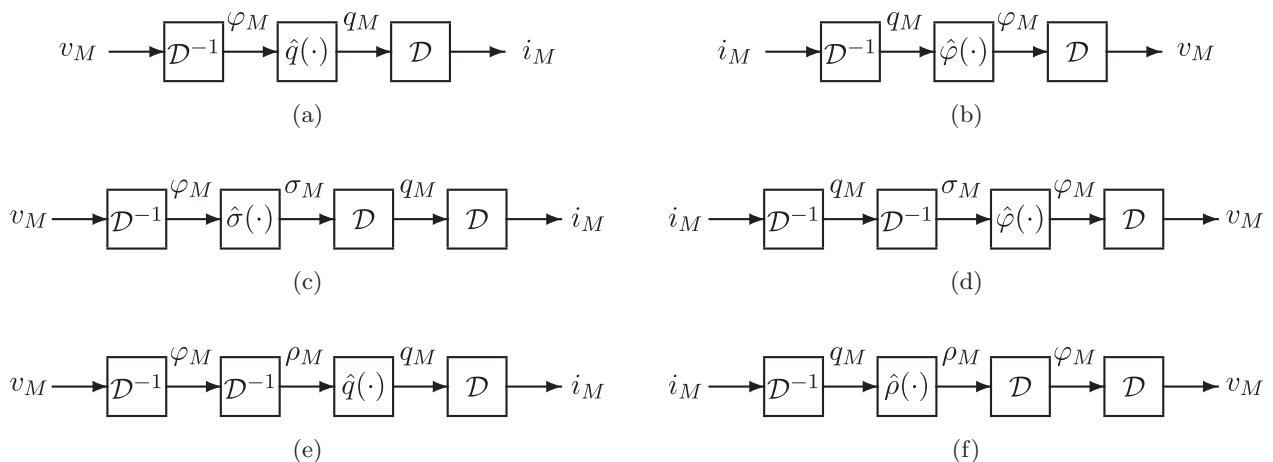 v_M 𝒟^{-1} φ_M q̂(·) q_M 𝒟 i_M
(a)
i_M 𝒟^{-1} q_M φ̂(·) φ_M 𝒟 v_M
(b)
v_M 𝒟^{-1} φ_M σ̂(·) σ_M 𝒟 q_M 𝒟 i_M
(c)
i_M 𝒟^{-1} q_M 𝒟^{-1} σ_M φ̂(·) φ_M 𝒟 v_M
(d)
v_M 𝒟^{-1} φ_M 𝒟^{-1} ρ_M q̂(·) q_M 𝒟 i_M
(e)
i_M 𝒟^{-1} q_M ρ̂(·) ρ_M 𝒟 φ_M 𝒟 v_M
(f)